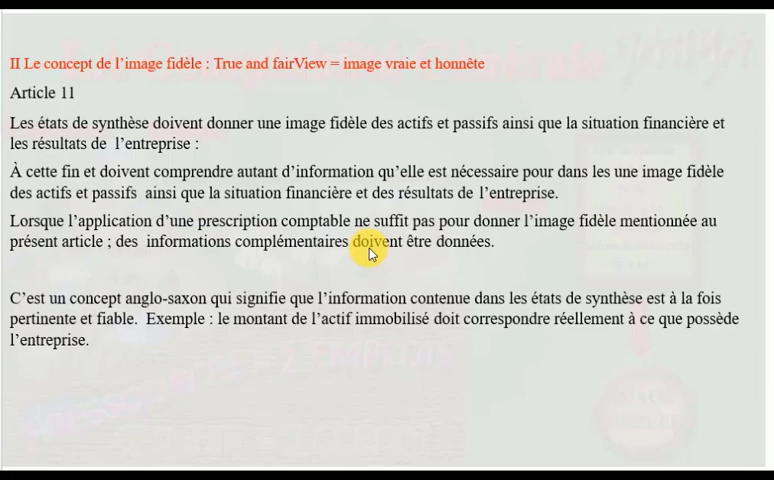 II Le concept de l’image fidèle : True and fairView = image vraie et honnête
Article 11
Les états de synthèse doivent donner une image fidèle des actifs et passifs ainsi que la situation financière et
les résultats de l’entreprise :
À cette fin et doivent comprendre autant d’information qu’elle est nécessaire pour dans les une image fidèle
des actifs et passifs ainsi que la situation financière et des résultats de l’entreprise.
Lorsque l’application d’une prescription comptable ne suffit pas pour donner l’image fidèle mentionnée au
présent article ; des informations complémentaires doivent être données.
C’est un concept anglo-saxon qui signifie que l’information contenue dans les états de synthèse est à la fois
pertinente et fiable. Exemple : le montant de l’actif immobilisé doit correspondre réellement à ce que possède
l’entreprise.